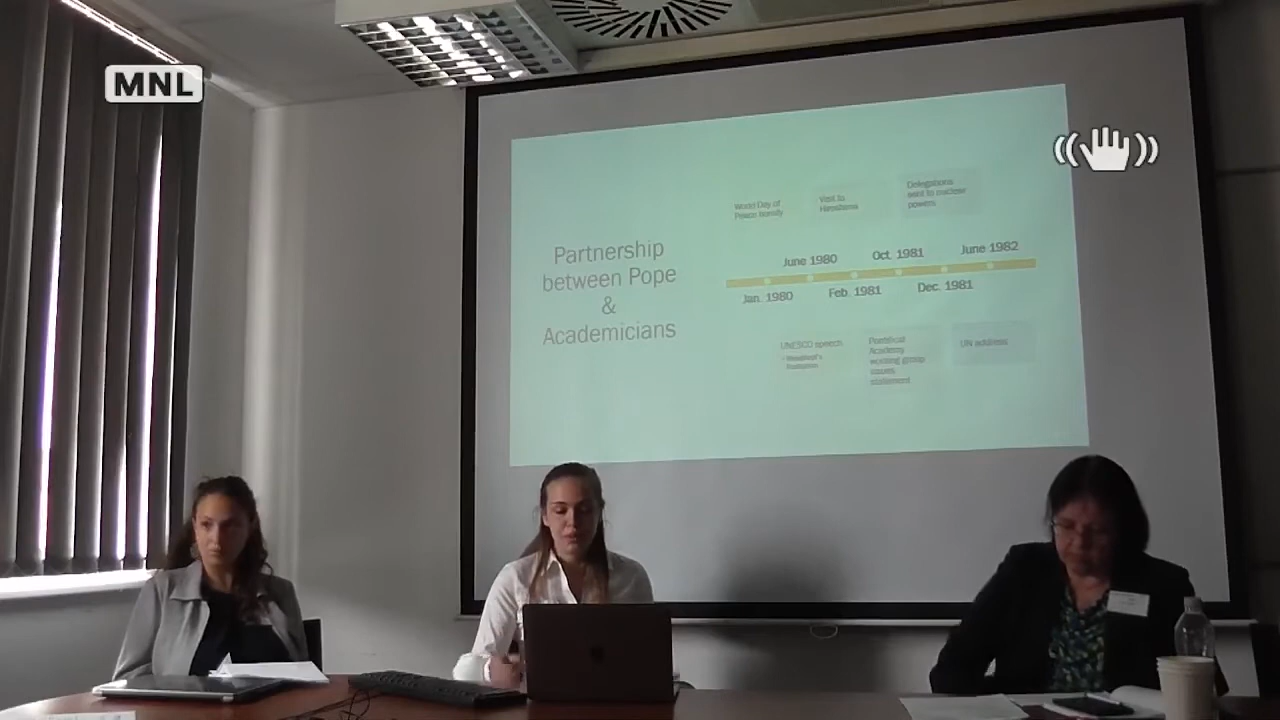 MNL
Partnership
between Pope
&
Academicians
World Day of
Peace homily
Visit to
Hiroshima
Delegations
sent to nuclear
powers
June 1980
Oct. 1981
June 1982
Jan. 1980
Feb. 1981
Dec. 1981
UNESCO speech
Pontifical
Academy
working group
issues
statement
UN address